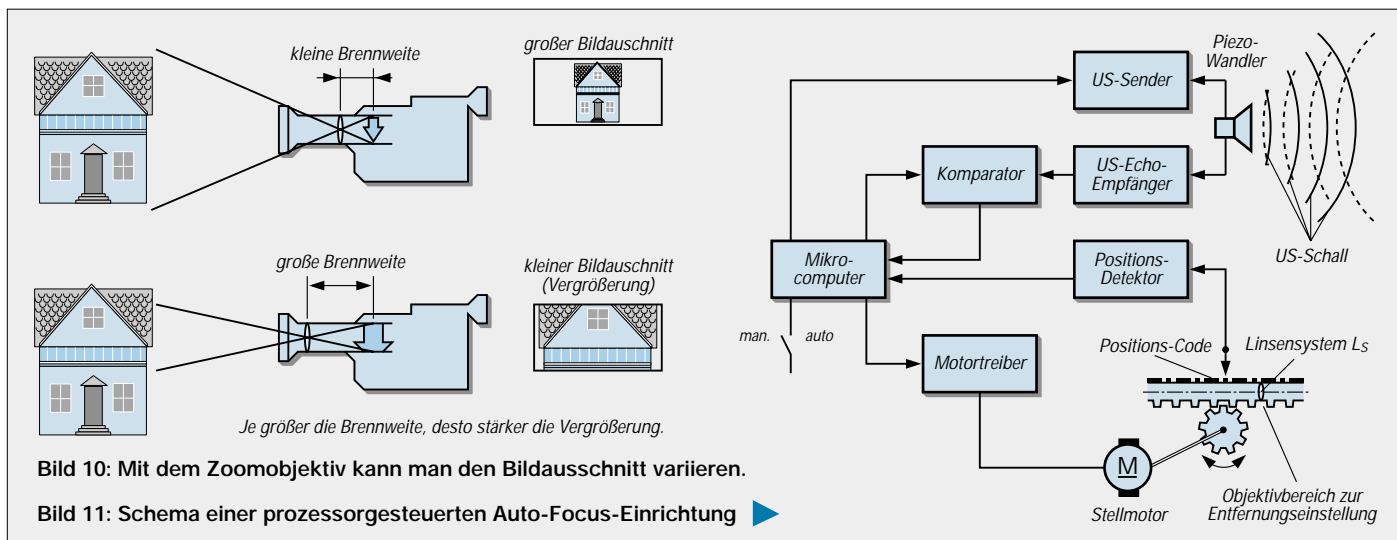 kleine Brennweite
großer Bildauschnitt
große Brennweite
kleiner Bildauschnitt
(Vergrößerung)
Je größer die Brennweite, desto stärker die Vergrößerung.
Bild 10: Mit dem Zoomobjektiv kann man den Bildausschnitt variieren.
Bild 11: Schema einer prozessorgesteuerten Auto-Focus-Einrichtung
Piezo-
Wandler
US-Sender
Komparator
US-Echo-
Empfänger
US-Schall
Mikro-
computer
Positions-
Detektor
man.
auto
Motortreiber
Positions-Code
Linsensystem LS
M
Stellmotor
Objektivbereich zur
Entfernungseinstellung